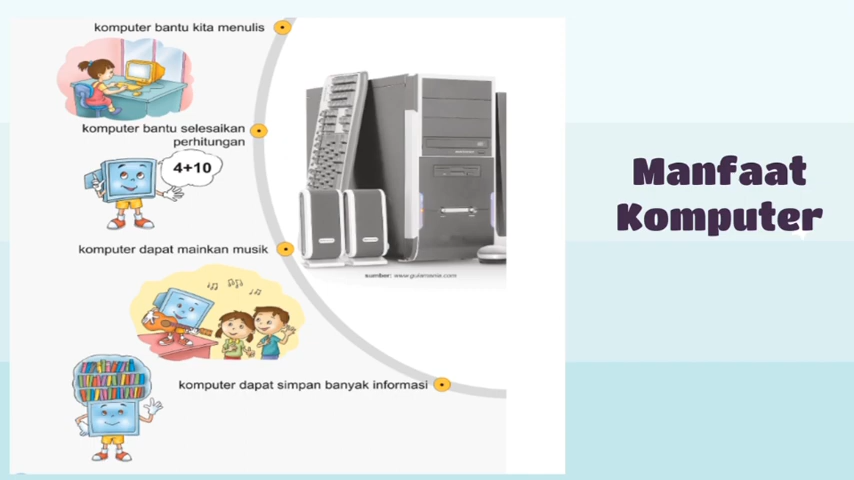 komputer bantu kita menulis
komputer bantu selesaikan
perhitungan
4+10
komputer dapat mainkan musik
sumber:
komputer dapat simpan banyak informasi
Manfaat
Komputer